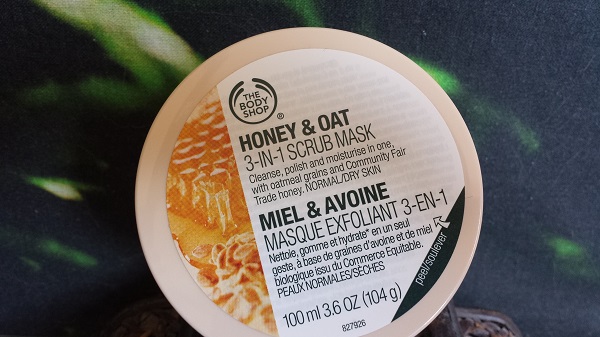 THE
BODY
SHOP
®
HONEY & OAT
3-IN-1 SCRUB MASK
Cleanse, polish and moisturise in one,
with oatmeal grains and Community Fair
Trade honey. NORMAL/DRY SKIN
MIEL & AVOINE
MASQUE EXFOLIANT 3-EN-1
Nettoie, gomme et hydrate* en un seul
geste, à base de graines d'avoine et de miel
biologique issu du Commerce Equitable.
PEAUX NORMALES/SÈCHES
peel/soulever
100 ml 3.6 OZ (104 g)
827926